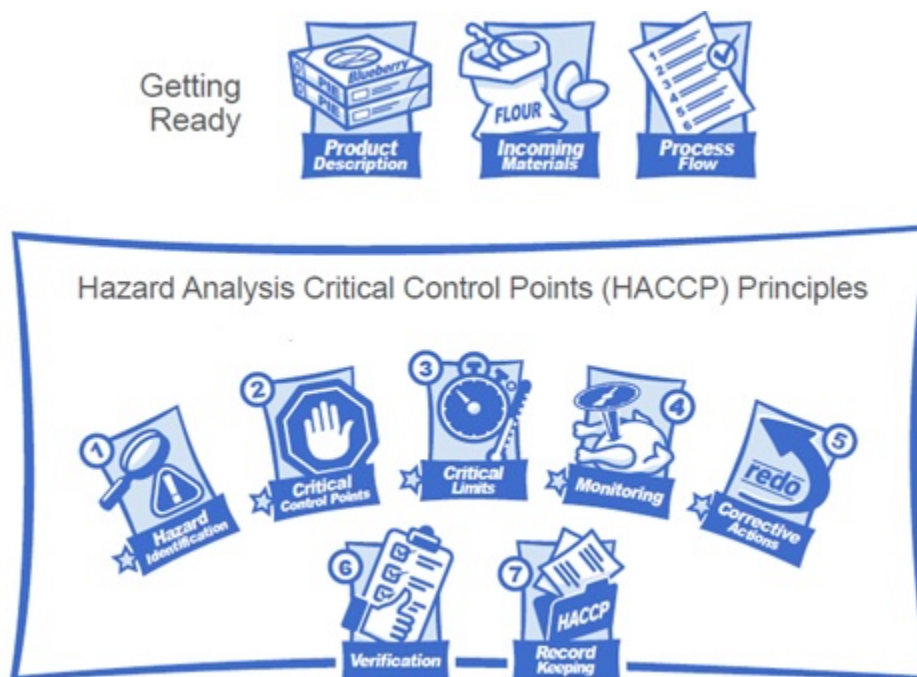 Getting
Ready
Blueberry
PIE
PIE
Product
Description
FLOUR
Incoming
Materials
1
2
3
4
5
6
Process
Flow
Hazard Analysis Critical Control Points (HACCP) Principles
1
Hazard
Identification
2
Critical
Control Points
3
Critical
Limits
4
Monitoring
5
redo
Corrective
Actions
6
Verification
7
HACCP
Record
Keeping